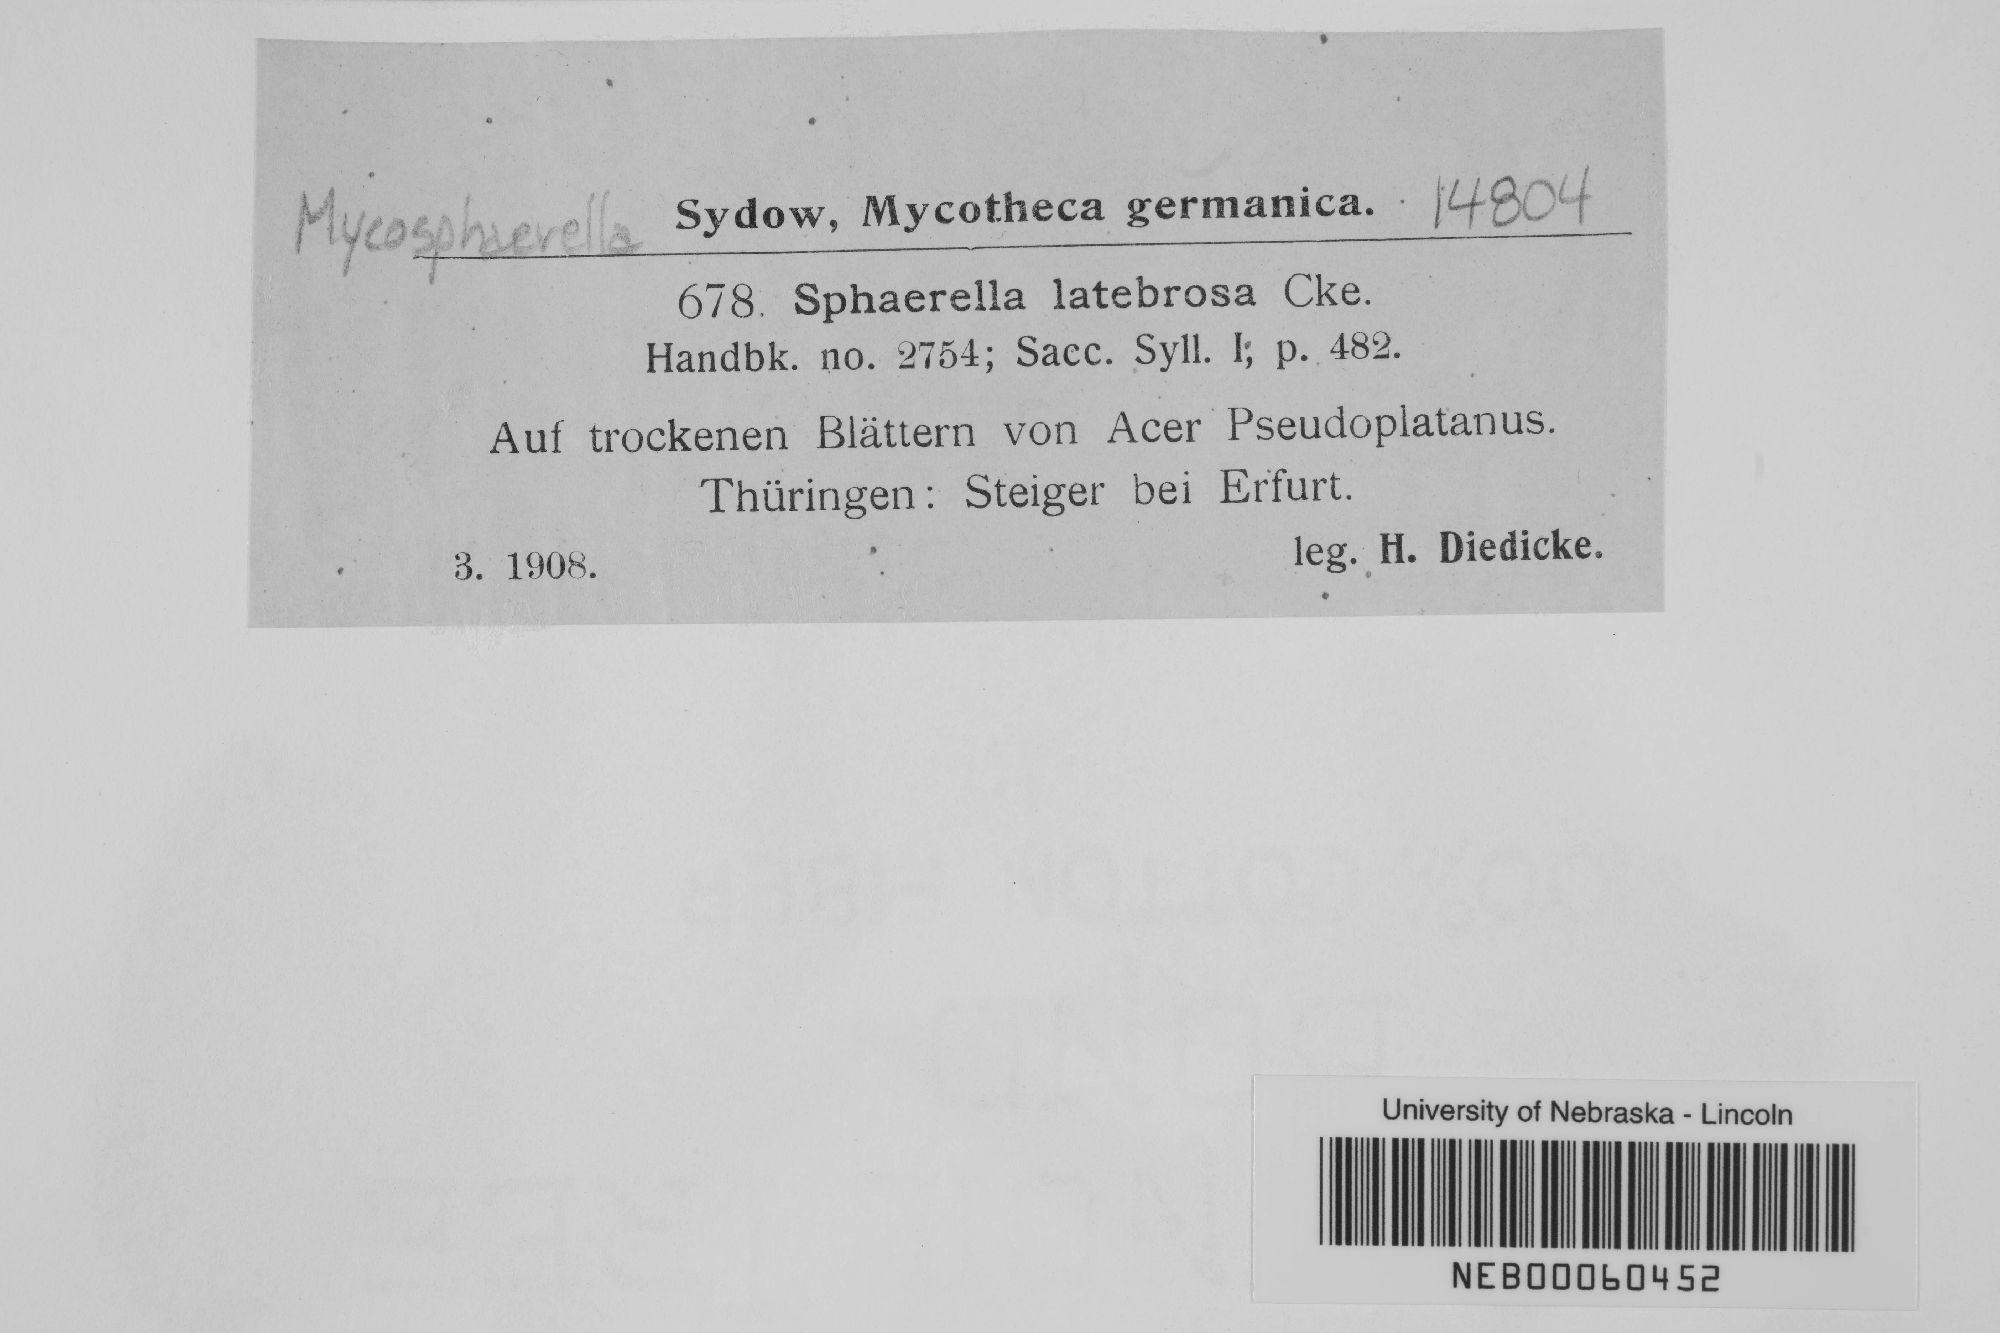 Mycosphaerella Sydow, Mycotheca germanica. 14804
678. Sphaerella latebrosa Cke.
Handbk. no. 2754; Sacc. Syll. I, p. 482.
Auf trockenen Blättern von Acer Pseudoplatanus.
Thüringen: Steiger bei Erfurt.
3. 1908. leg. H. Diedicke.
University of Nebraska - Lincoln
NEB00060452